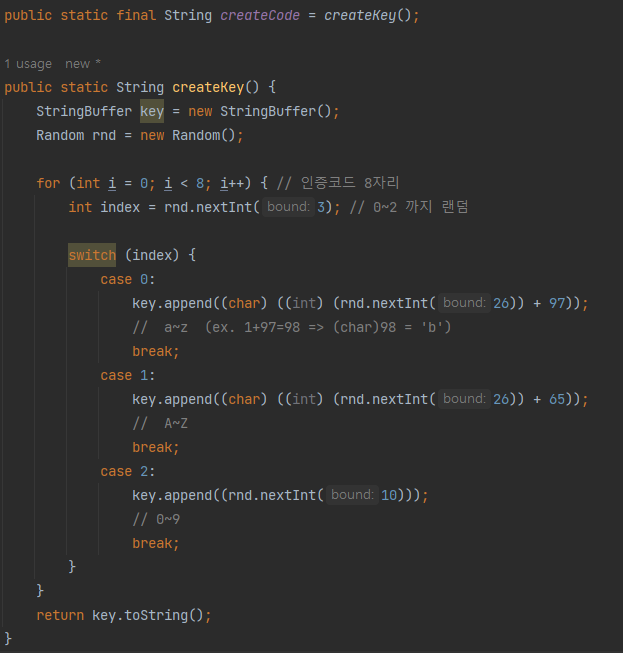 public static final String createCode = createKey();
1 usage   new *
public static String createKey() {
    StringBuffer key = new StringBuffer();
    Random rnd = new Random();
    for (int i = 0; i < 8; i++) { // 인증코드 8자리
        int index = rnd.nextInt( bound: 3); // 0~2 까지 랜덤
        switch (index) {
            case 0:
                key.append((char) ((int) (rnd.nextInt( bound: 26)) + 97));
                //  a~z  (ex. 1+97=98 => (char)98 = 'b')
                break;
            case 1:
                key.append((char) ((int) (rnd.nextInt( bound: 26)) + 65));
                //  A~Z
                break;
            case 2:
                key.append((rnd.nextInt( bound: 10)));
                // 0~9
                break;
        }
    }
    return key.toString();
}